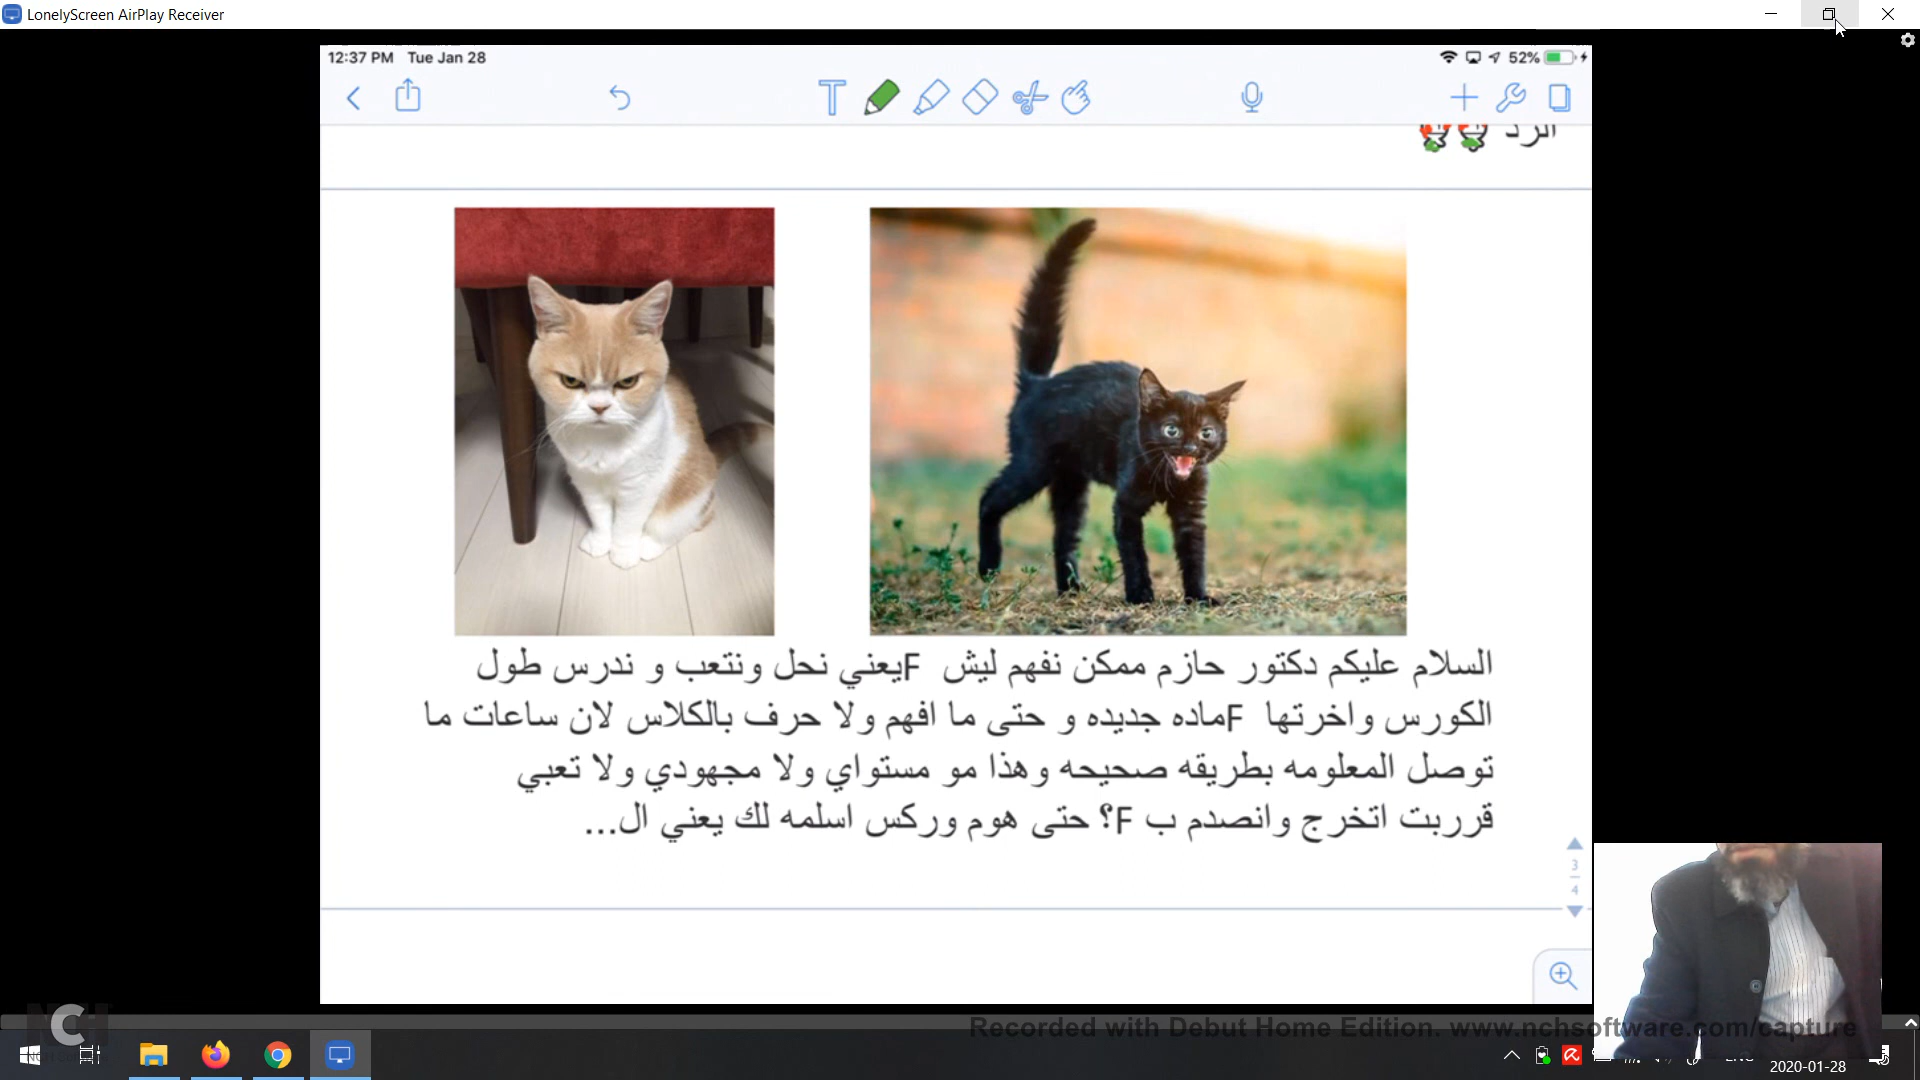 LonelyScreen AirPlay Receiver
12:37 PM Tue Jan 28
52%
الرد
السلام عليكم دكتور حازم ممكن نفهم ليش Fيعني نحل ونتعب و ندرس طول
الكورس واخرتها Fماده جديده و حتى ما افهم ولا حرف بالكلاس لان ساعات ما
توصل المعلومه بطريقه صحيحه وهذا مو مستواي ولا مجهودي ولا تعبي
قرربت اتخرج وانصدم ب F؟ حتى هوم وركس اسلمه لك يعني ال...
3
4
Recorded with Debut Home Edition. www.nchsoftware.com/capture
2020-01-28